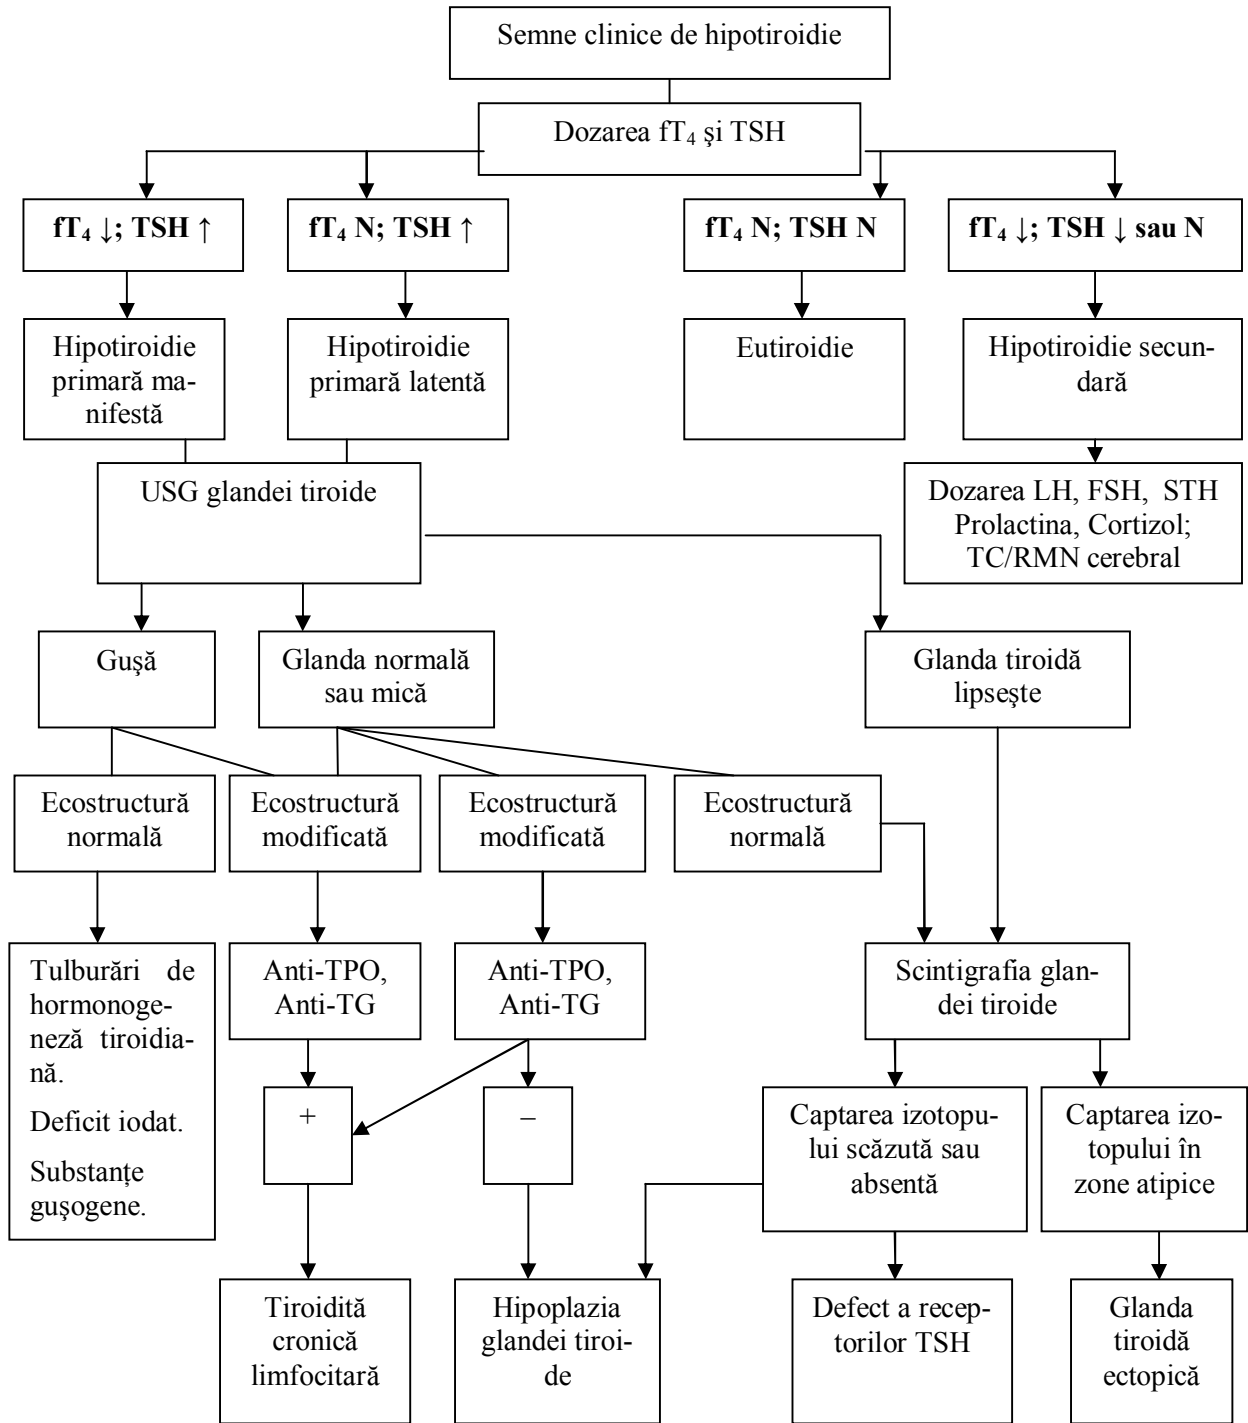 Semne clinice de hipotiroidie
Dozarea fT₄ şi TSH
fT₄ ↓; TSH ↑
fT₄ N; TSH ↑
fT₄ N; TSH N
fT₄ ↓; TSH ↓ sau N
Hipotiroidie
primară ma-
nifestă
Hipotiroidie
primară latentă
Eutiroidie
Hipotiroidie secun-
dară
USG glandei tiroide
Dozarea LH, FSH, STH
Prolactina, Cortizol;
TC/RMN cerebral
Guşă
Glanda normală
sau mică
Glanda tiroidă
lipseşte
Ecostructură
normală
Ecostructură
modificată
Ecostructură
modificată
Ecostructură
normală
Tulburări de
hormonoge-
neză tiroidia-
nă.
Deficit iodat.
Substanțe
guşogene.
Anti-TPO,
Anti-TG
Anti-TPO,
Anti-TG
Scintigrafia glan-
dei tiroide
+
–
Captarea izotopu-
lui scăzută sau
absentă
Captarea izo-
topului în
zone atipice
Tiroidită
cronică
limfocitară
Hipoplazia
glandei tiroi-
de
Defect a recep-
torilor TSH
Glanda
tiroidă
ectopică